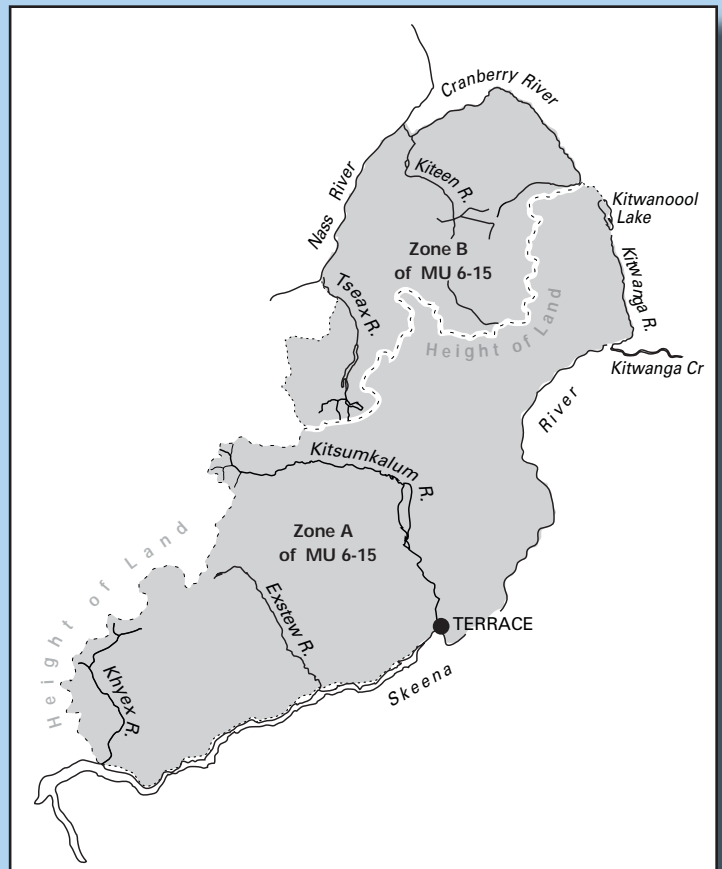 Cranberry River
Nass River
Kiteen R.
Kitwanoool
Lake
Zone B
of MU 6-15
Kitwanga R.
Tseax R.
Height of Land
Kitwanga Cr
River
Kitsumkalum R.
Zone A
of MU 6-15
Height of Land
Exstew R.
TERRACE
Skeena
Khyex R.